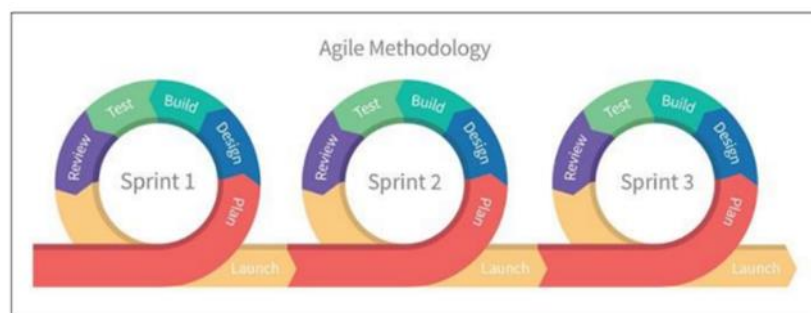 Agile Methodology
Test
Build
Review
Design
Sprint 1
Plan
Launch
Test
Build
Review
Design
Sprint 2
Plan
Launch
Test
Build
Review
Design
Sprint 3
Plan
Launch